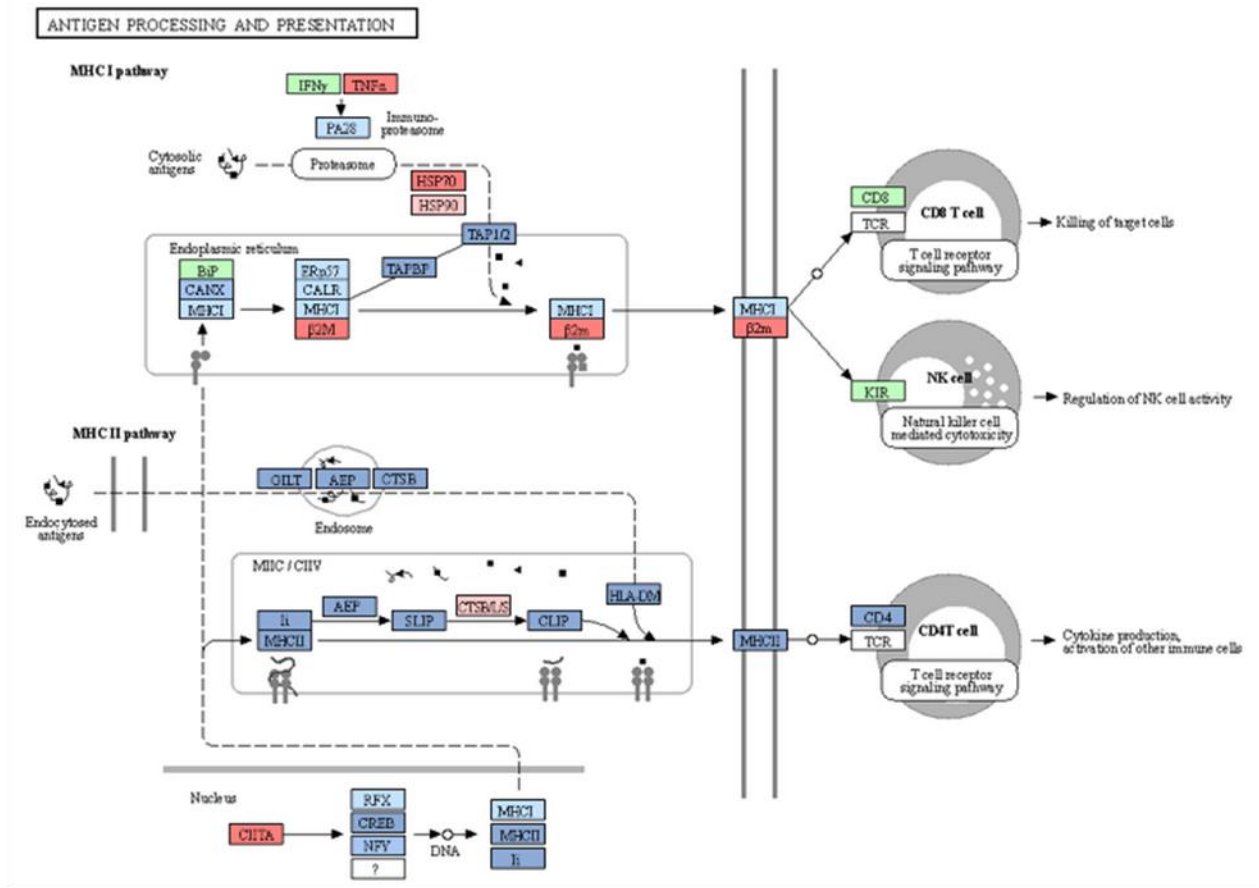 ANTIGEN PROCESSING AND PRESENTATION
MHC I pathway
IFNγ
TNFα
PA28
Immuno-
proteasome
Cytosolic
antigens
Proteasome
HSP70
HSP90
TAP1/2
Endoplasmic reticulum
BiP
CANX
MHCI
ERp57
CALR
MHCI
β2M
TAPBP
MHCI
β2m
MHCI
β2m
CD8
TCR
CD8 T cell
T cell receptor
signaling pathway
Killing of target cells
KIR
NK cell
Natural killer cell
mediated cytotoxicity
Regulation of NK cell activity
MHC II pathway
Endocytosed
antigens
GILT
AEP
CTSB
Endosome
MIIC / CIIV
Ii
MHCII
AEP
SLIP
CTSB/L/S
CLIP
HLA-DM
MHCII
CD4
TCR
CD4T cell
T cell receptor
signaling pathway
Cytokine production,
activation of other immune cells
Nucleus
CIITA
RFX
CREB
NFY
?
DNA
MHCI
MHCII
Ii